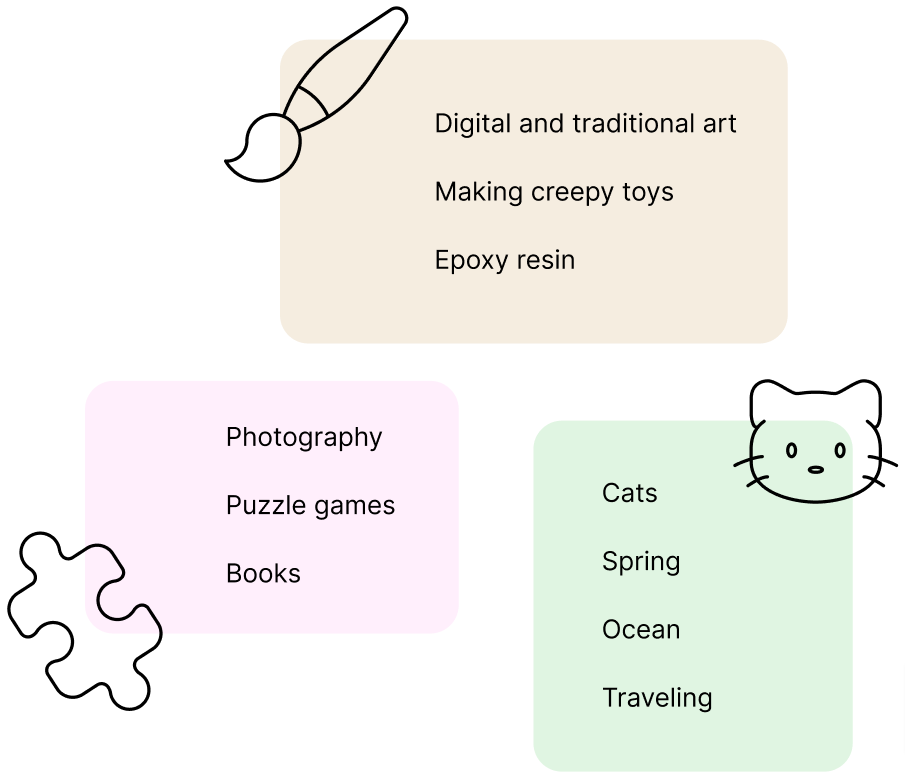 Digital and traditional art
Making creepy toys
Epoxy resin
Photography
Puzzle games
Books
Cats
Spring
Ocean
Traveling